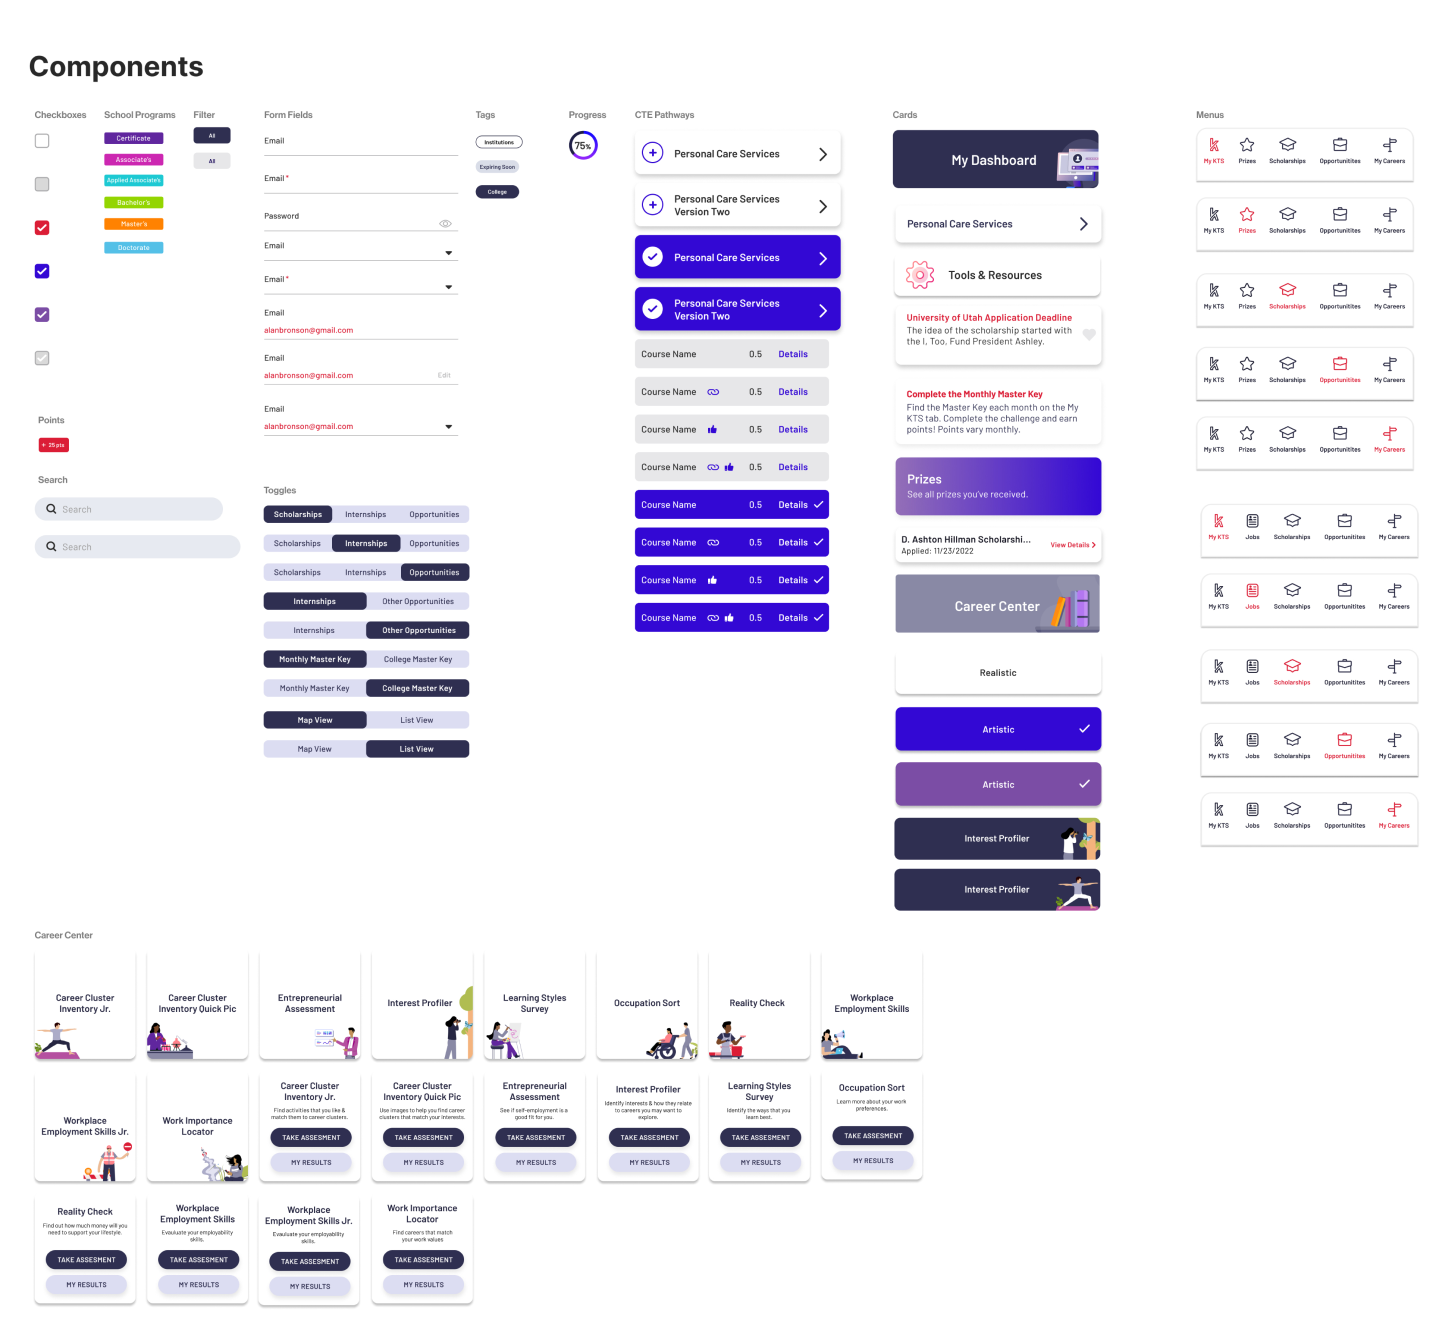 Components
Checkboxes
School Programs
Certificate
Associate's
Applied Associate's
Bachelor's
Master's
Doctorate
Filter
All
All
Points
+ 25 pts
Search
Search
Search
Form Fields
Email
Email*
Password
Email
Email*
Email
alanbronson@gmail.com
Email
alanbronson@gmail.com Edit
Email
alanbronson@gmail.com
Toggles
Scholarships Internships Opportunities
Scholarships Internships Opportunities
Scholarships Internships Opportunities
Internships Other Opportunities
Internships Other Opportunities
Monthly Master Key College Master Key
Monthly Master Key College Master Key
Map View List View
Map View List View
Tags
Institutions
Expiring Soon
College
Progress
75%
CTE Pathways
Personal Care Services
Personal Care Services
Version Two
Personal Care Services
Personal Care Services
Version Two
Course Name 0.5 Details
Course Name 0.5 Details
Course Name 0.5 Details
Course Name 0.5 Details
Course Name 0.5 Details
Course Name 0.5 Details
Course Name 0.5 Details
Course Name 0.5 Details
Cards
My Dashboard
Personal Care Services
Tools & Resources
University of Utah Application Deadline
The idea of the scholarship started with
the I, Too, Fund President Ashley.
Complete the Monthly Master Key
Find the Master Key each month on the My
KTS tab. Complete the challenge and earn
points! Points vary monthly.
Prizes
See all prizes you've received.
D. Ashton Hillman Scholarshi...
Applied: 11/23/2022
View Details
Career Center
Realistic
Artistic
Artistic
Interest Profiler
Interest Profiler
Menus
My KTS Prizes Scholarships Opportunitites My Careers
My KTS Prizes Scholarships Opportunitites My Careers
My KTS Prizes Scholarships Opportunitites My Careers
My KTS Prizes Scholarships Opportunitites My Careers
My KTS Prizes Scholarships Opportunitites My Careers
My KTS Jobs Scholarships Opportunitites My Careers
My KTS Jobs Scholarships Opportunitites My Careers
My KTS Jobs Scholarships Opportunitites My Careers
My KTS Jobs Scholarships Opportunitites My Careers
My KTS Jobs Scholarships Opportunitites My Careers
Career Center
Career Cluster
Inventory Jr.
Career Cluster
Inventory Quick Pic
Entrepreneurial
Assessment
Interest Profiler
Learning Styles
Survey
Occupation Sort
Reality Check
Workplace
Employment Skills
Workplace
Employment Skills Jr.
Work Importance
Locator
Career Cluster
Inventory Jr.
Find activities that you like &
match them to career clusters.
TAKE ASSESMENT
MY RESULTS
Career Cluster
Inventory Quick Pic
Use images to help you find career
clusters that match your interests.
TAKE ASSESMENT
MY RESULTS
Entrepreneurial
Assessment
See if self-employment is a
good fit for you.
TAKE ASSESMENT
MY RESULTS
Interest Profiler
Identify interests & how they relate
to careers you may want to
explore.
TAKE ASSESMENT
MY RESULTS
Learning Styles
Survey
Identify the ways that you
learn best.
TAKE ASSESMENT
MY RESULTS
Occupation Sort
Learn more about your work
preferences.
TAKE ASSESMENT
MY RESULTS
Reality Check
Find out how much money will you
need to support your lifestyle.
TAKE ASSESMENT
MY RESULTS
Workplace
Employment Skills
Evauluate your employability
skills.
TAKE ASSESMENT
MY RESULTS
Workplace
Employment Skills Jr.
Evauluate your employability
skills.
TAKE ASSESMENT
MY RESULTS
Work Importance
Locator
Find careers that match
your work values
TAKE ASSESMENT
MY RESULTS